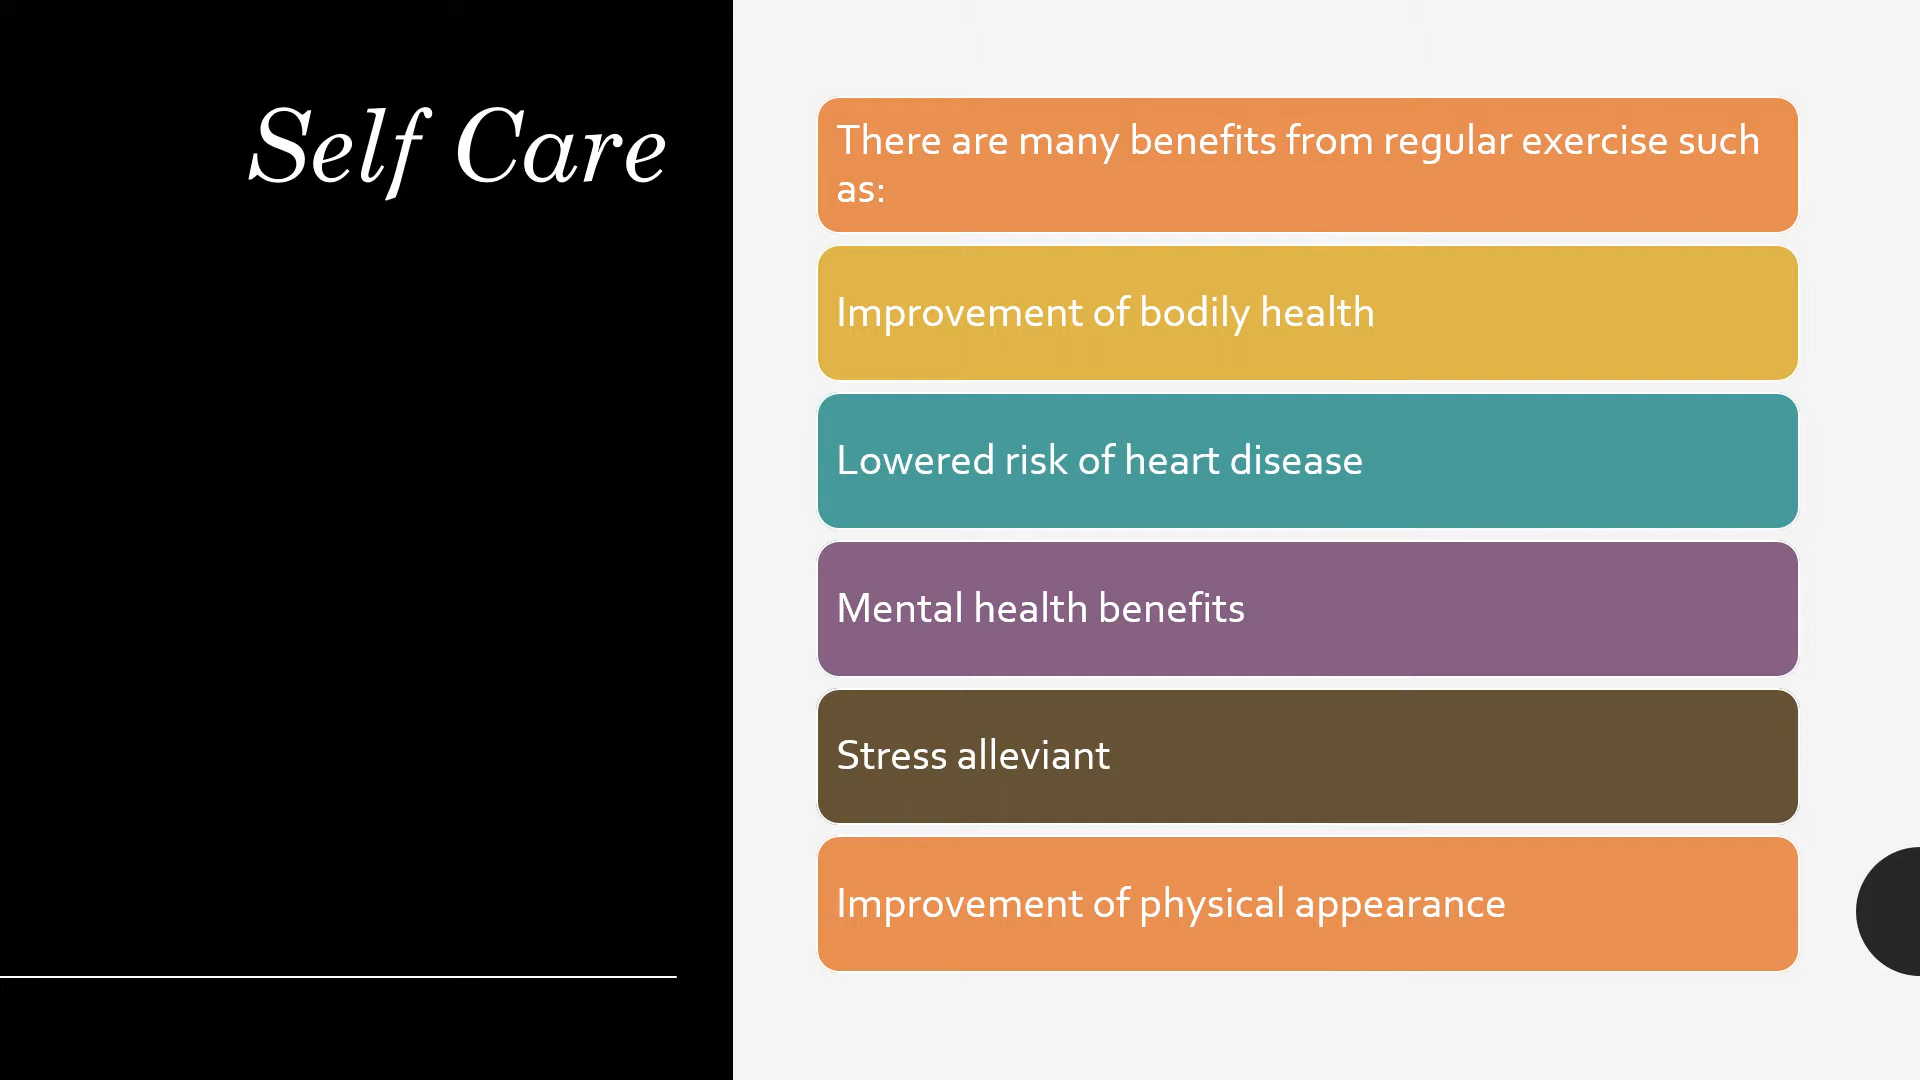 Self Care
There are many benefits from regular exercise such
as:
Improvement of bodily health
Lowered risk of heart disease
Mental health benefits
Stress alleviant
Improvement of physical appearance